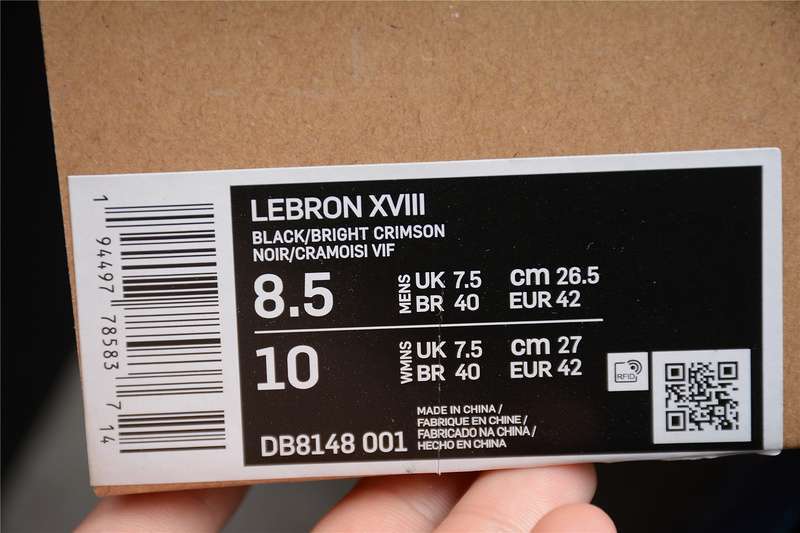 LEBRON XVIII
BLACK/BRIGHT CRIMSON
NOIR/CRAMOISI VIF
8.5 MENS UK 7.5 cm 26.5
BR 40 EUR 42
10 WMNS UK 7.5 cm 27
BR 40 EUR 42
RFID
DB8148 001
MADE IN CHINA /
FABRIQUE EN CHINE /
FABRICADO NA CHINA /
HECHO EN CHINA
1 94497 78583 7 14